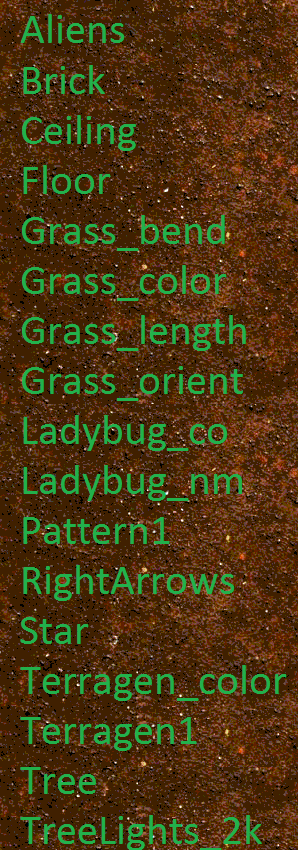 Aliens
Brick
Ceiling
Floor
Grass_bend
Grass_color
Grass_length
Grass_orient
Ladybug_co
Ladybug_nm
Pattern1
RightArrows
Star
Terragen_color
Terragen1
Tree
TreeLights_2k